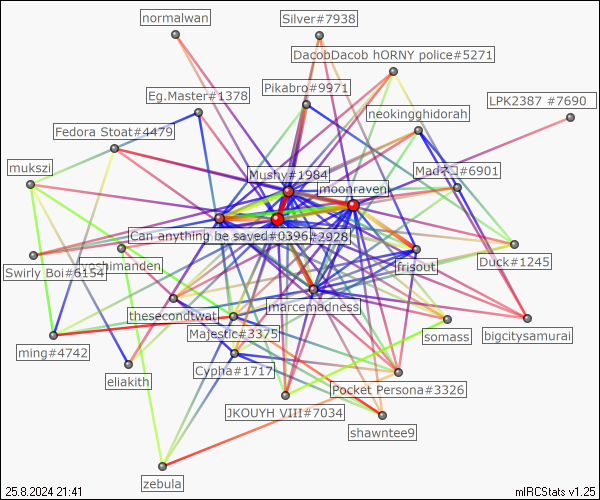 normalwan
Silver#7938
DacobDacob hORNY police#5271
Pikabro#9971
Eg.Master#1378
LPK2387 #7690
neokingghidorah
Fedora Stoat#4479
mukszi
Mushy#1984
Mad
#6901
moonraven
Can anything be saved#0396
#2928
Duck#1245
himanden
frisout
Swirly Boi#6154
marcemadness
thesecondtwat
Majestic#3375
somass
bigcitysamurai
ming#4742
Cypha#1717
eliakith
Pocket Persona#3326
JKOUYH VIII#7034
shawntee9
zebula
25.8.2024 21:41
mIRCStats v1.25